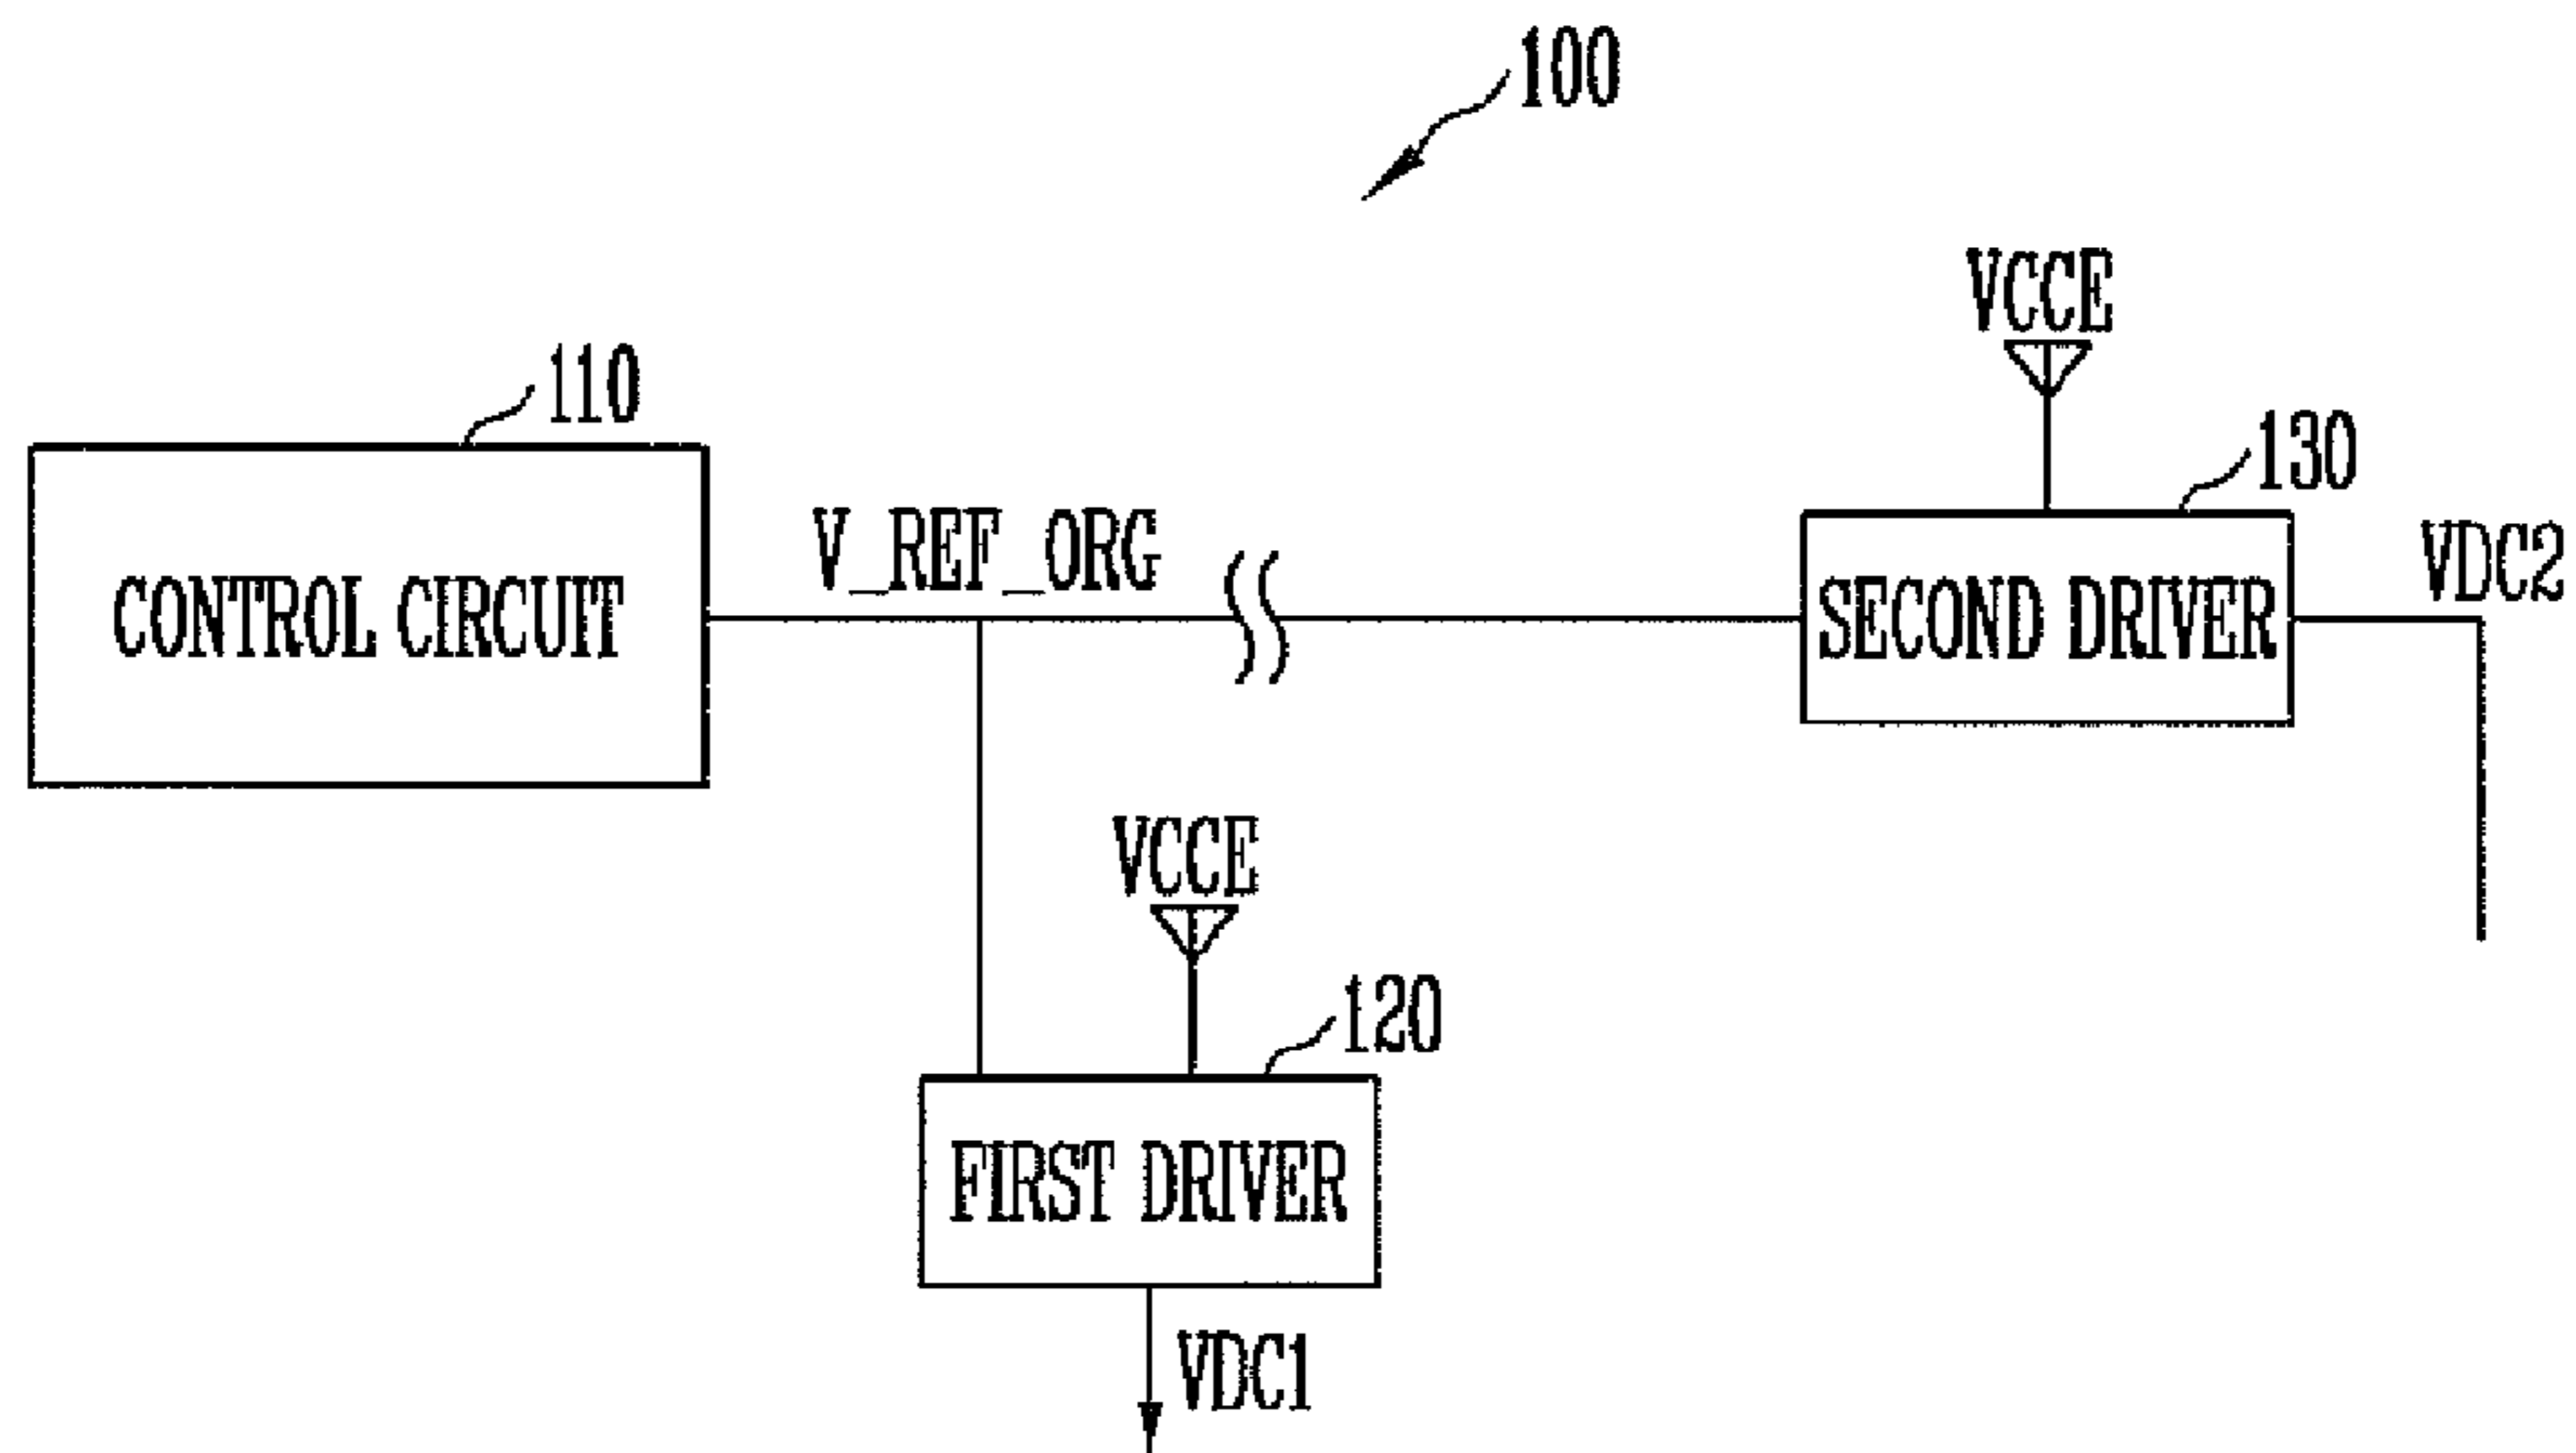 100
VCCE
110
130
V_REF_ORG
VDC2
CONTROL CIRCUIT
SECOND DRIVER
VCCE
120
FIRST DRIVER
VDC1